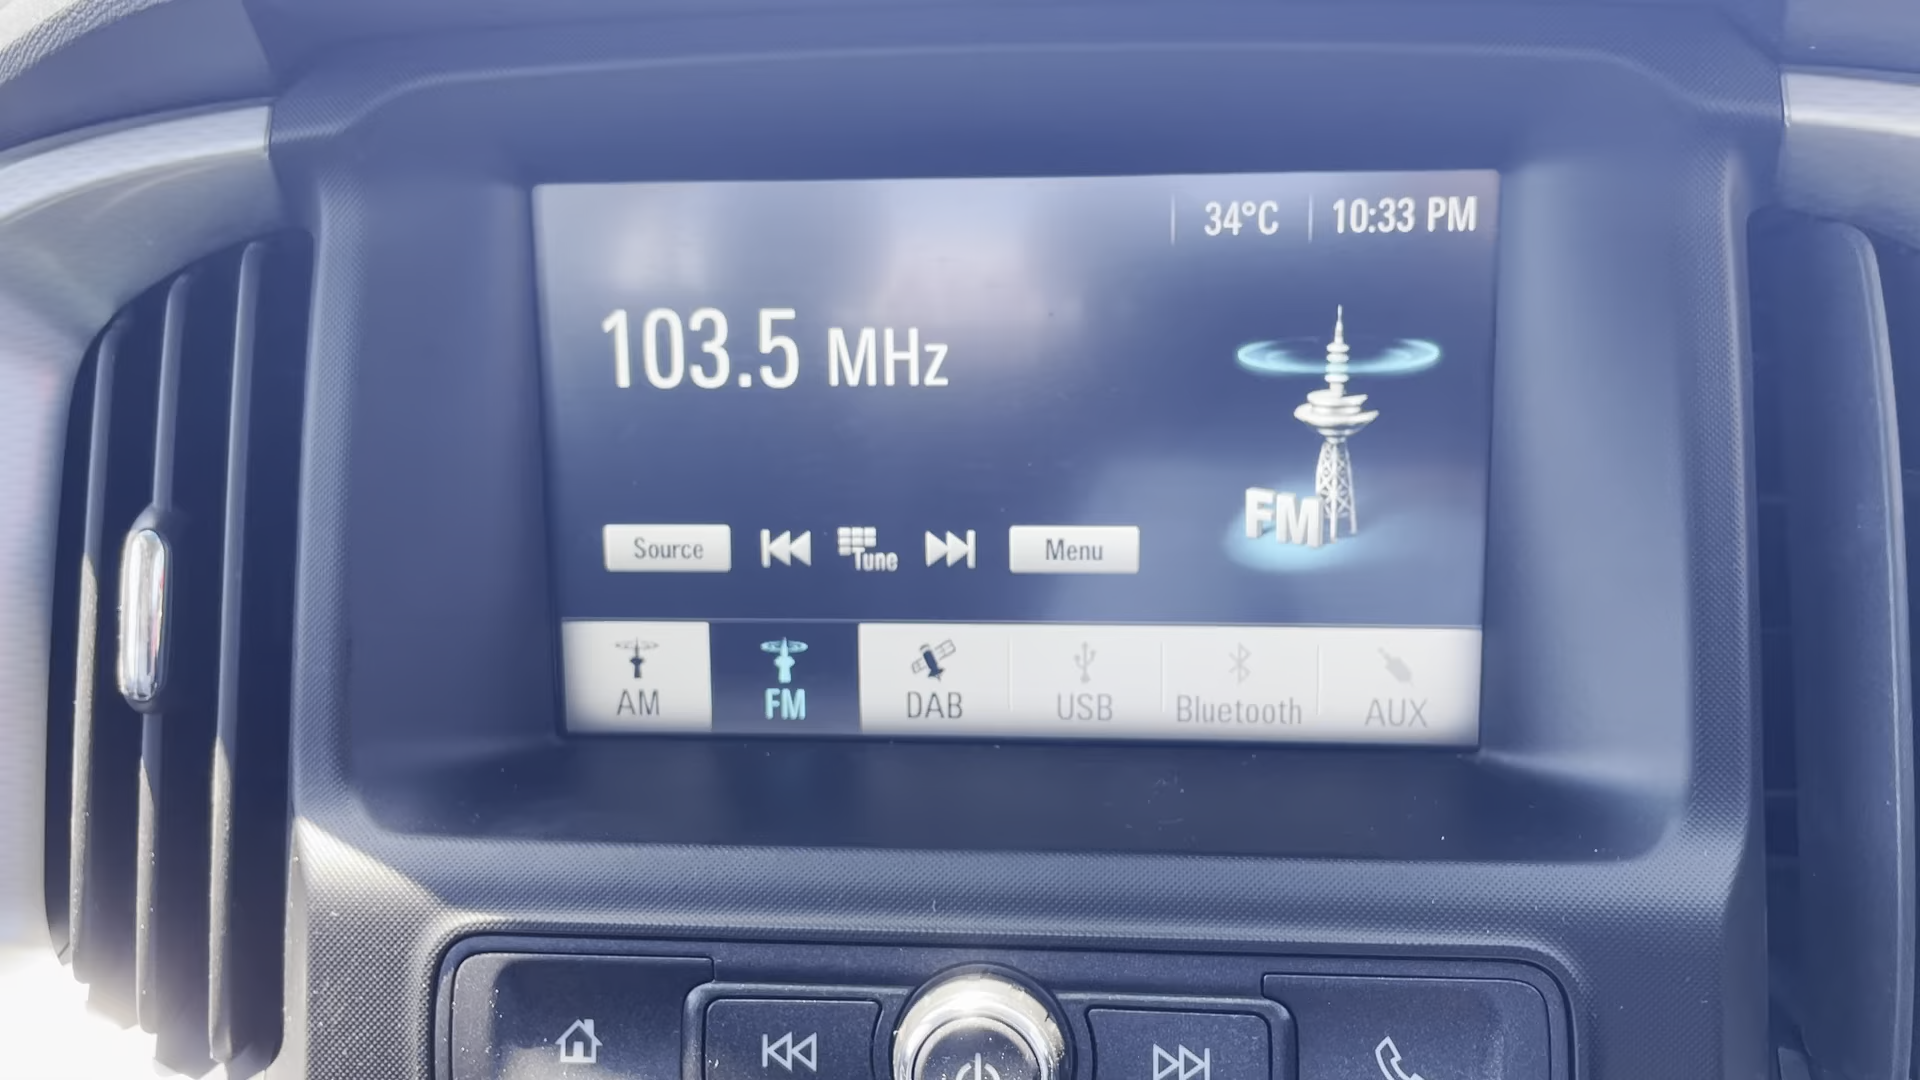 34°C 10:33 PM
103.5 MHz
FM
Source Tune Menu
AM FM DAB USB Bluetooth AUX